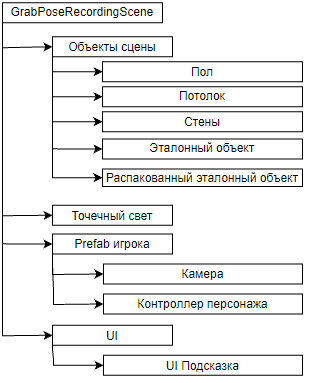 GrabPoseRecordingScene
Объекты сцены
Пол
Потолок
Стены
Эталонный объект
Распакованный эталонный объект
Точечный свет
Prefab игрока
Камера
Контроллер персонажа
UI
UI Подсказка